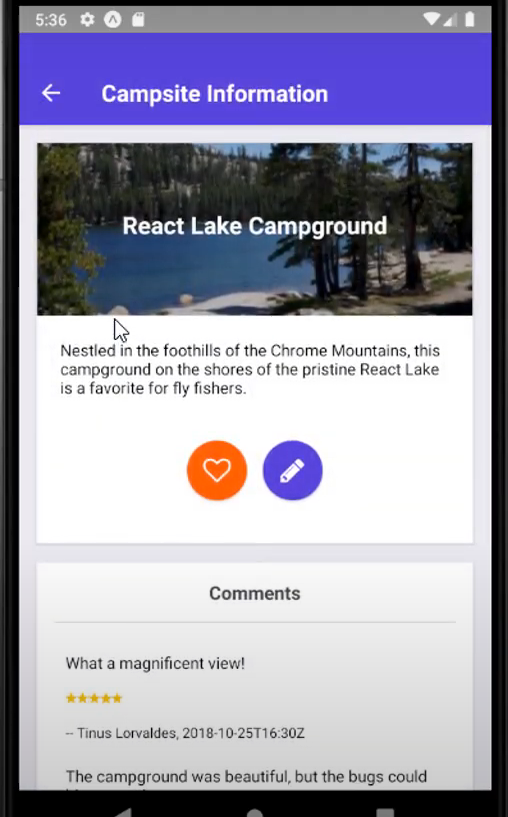 5:36
Campsite Information
React Lake Campground
Nestled in the foothills of the Chrome Mountains, this
campground on the shores of the pristine React Lake
is a favorite for fly fishers.
Comments
What a magnificent view!
-- Tinus Lorvaldes, 2018-10-25T16:30Z
The campground was beautiful, but the bugs could